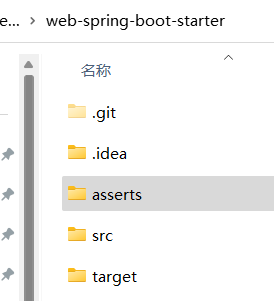 e... > web-spring-boot-starter
名称
.git
.idea
asserts
src
target